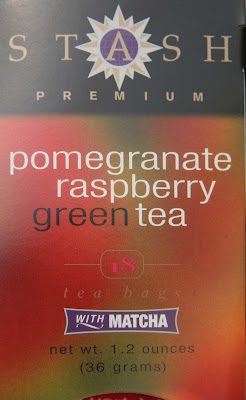 STASH
PREMIUM
pomegranate
raspberry
green tea
18
tea bags
WITH MATCHA
net wt. 1.2 ounces
(36 grams)